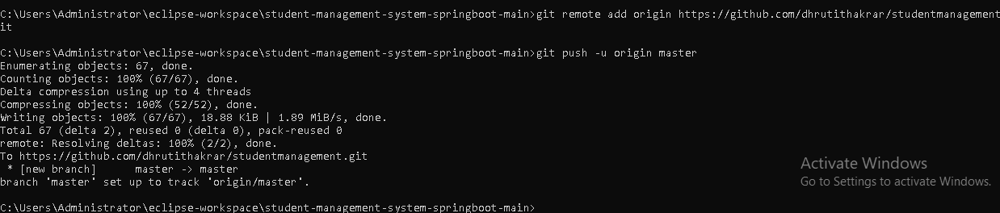 C:\Users\Administrator\eclipse-workspace\student-management-system-springboot-main>git remote add origin https://github.com/dhrutithakrar/studentmanagement
it
C:\Users\Administrator\eclipse-workspace\student-management-system-springboot-main>git push -u origin master
Enumerating objects: 67, done.
Counting objects: 100% (67/67), done.
Delta compression using up to 4 threads
Compressing objects: 100% (52/52), done.
Writing objects: 100% (67/67), 18.88 KiB | 1.89 MiB/s, done.
Total 67 (delta 2), reused 0 (delta 0), pack-reused 0
remote: Resolving deltas: 100% (2/2), done.
To https://github.com/dhrutithakrar/studentmanagement.git
 * [new branch]      master -> master
branch 'master' set up to track 'origin/master'.
C:\Users\Administrator\eclipse-workspace\student-management-system-springboot-main>
Activate Windows
Go to Settings to activate Windows.